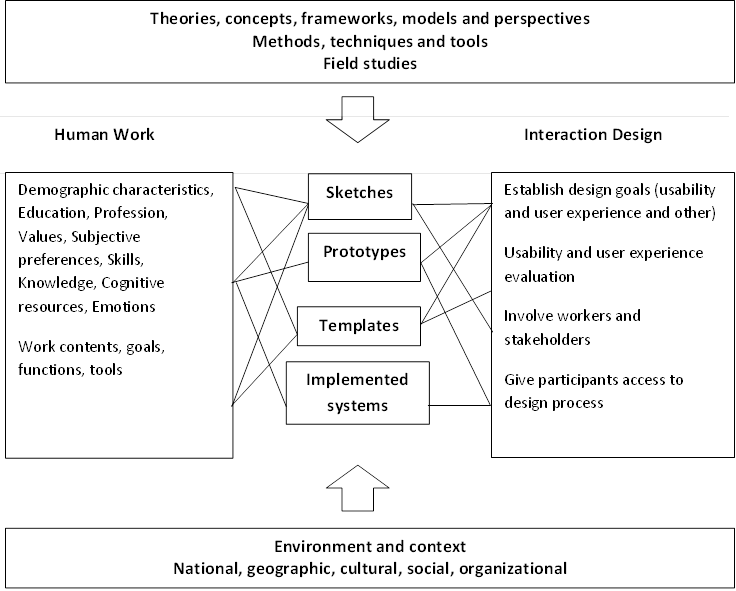 Theories, concepts, frameworks, models and perspectives
Methods, techniques and tools
Field studies
Human Work
Interaction Design
Demographic characteristics,
Education, Profession,
Values, Subjective
preferences, Skills,
Knowledge, Cognitive
resources, Emotions
Work contents, goals,
functions, tools
Sketches
Prototypes
Templates
Implemented
systems
Establish design goals (usability
and user experience and other)
Usability and user experience
evaluation
Involve workers and
stakeholders
Give participants access to
design process
Environment and context
National, geographic, cultural, social, organizational